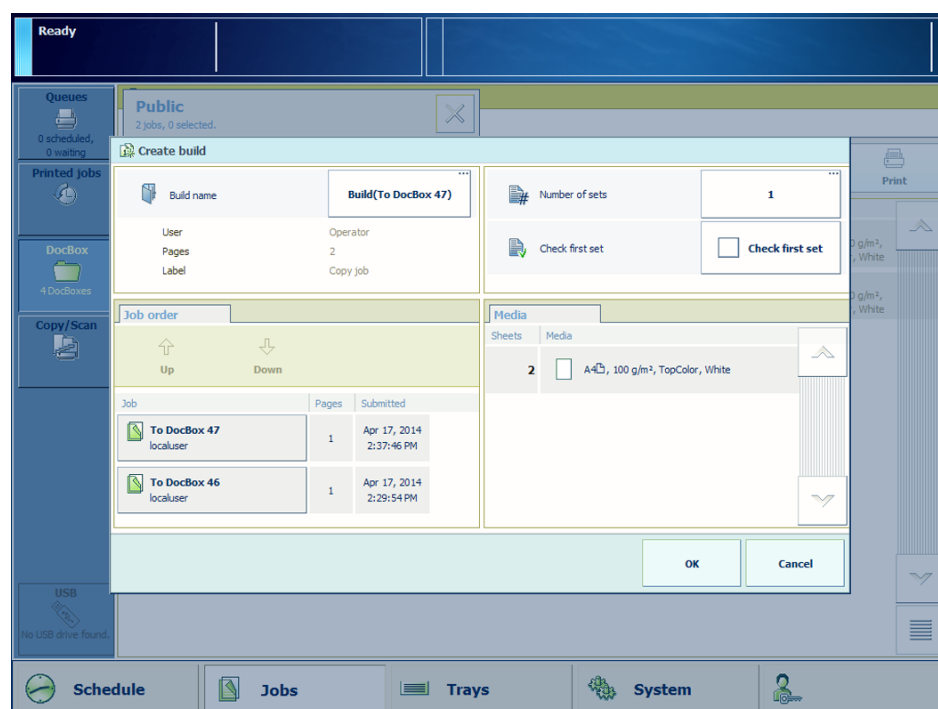 Ready
Queues
0 scheduled,
0 waiting
Printed jobs
DocBox
4 DocBoxes
Copy/Scan
USB
No USB drive found.
Public
2 jobs, 0 selected.
Print
Create build
Build name
Build(To DocBox 47)
User Operator
Pages 2
Label Copy job
Number of sets
1
Check first set
Check first set
Job order
Up Down
Job Pages Submitted
To DocBox 47
localuser
1
Apr 17, 2014
2:37:46 PM
To DocBox 46
localuser
1
Apr 17, 2014
2:29:54 PM
Media
Sheets Media
2 A4, 100 g/m², TopColor, White
g/m²,
, White
g/m²,
, White
OK Cancel
Schedule Jobs Trays System